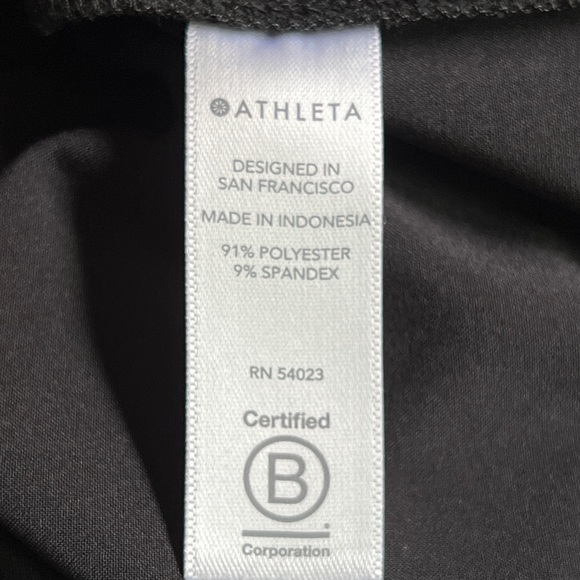 ATHLETA
DESIGNED IN
SAN FRANCISCO
MADE IN INDONESIA
91% POLYESTER
9% SPANDEX
RN 54023
Certified
B
Corporation